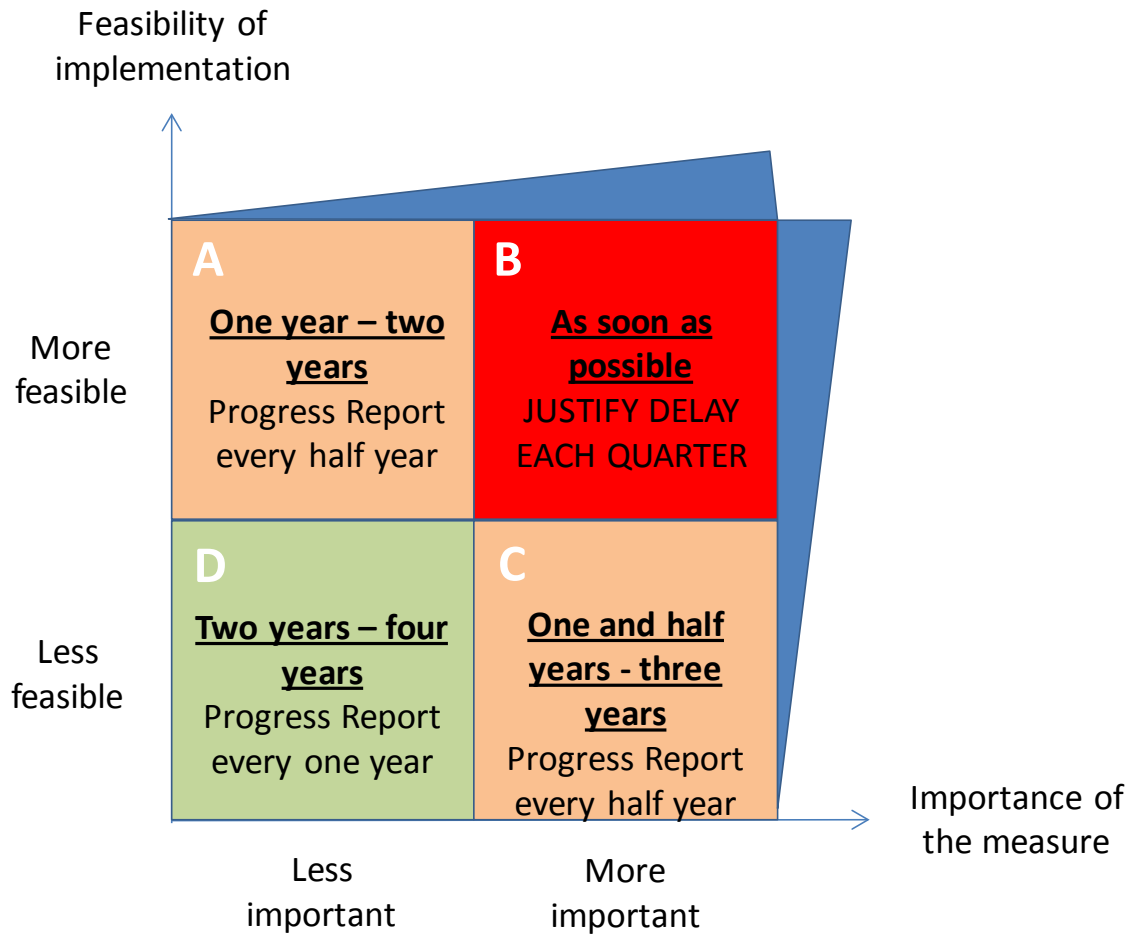 Feasibility of
implementation
A
One year – two
years
Progress Report
every half year
B
As soon as
possible
JUSTIFY DELAY
EACH QUARTER
More
feasible
D
Two years – four
years
Progress Report
every one year
C
One and half
years - three
years
Progress Report
every half year
Less
feasible
Importance of
the measure
Less
important
More
important